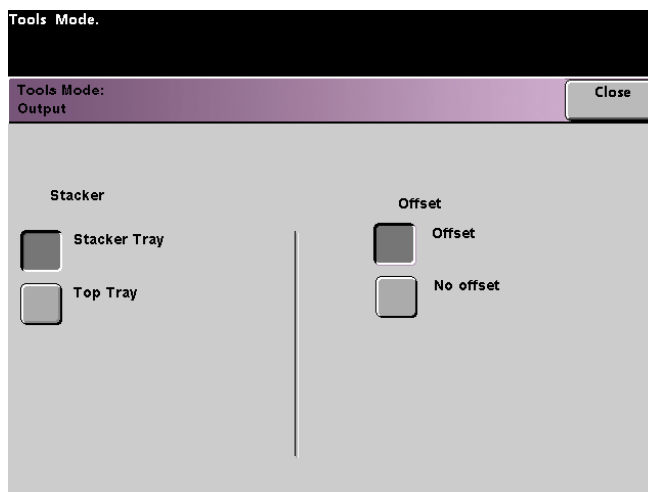 Tools Mode.
Tools Mode:
Output
Close
Stacker
Stacker Tray
Top Tray
Offset
Offset
No offset